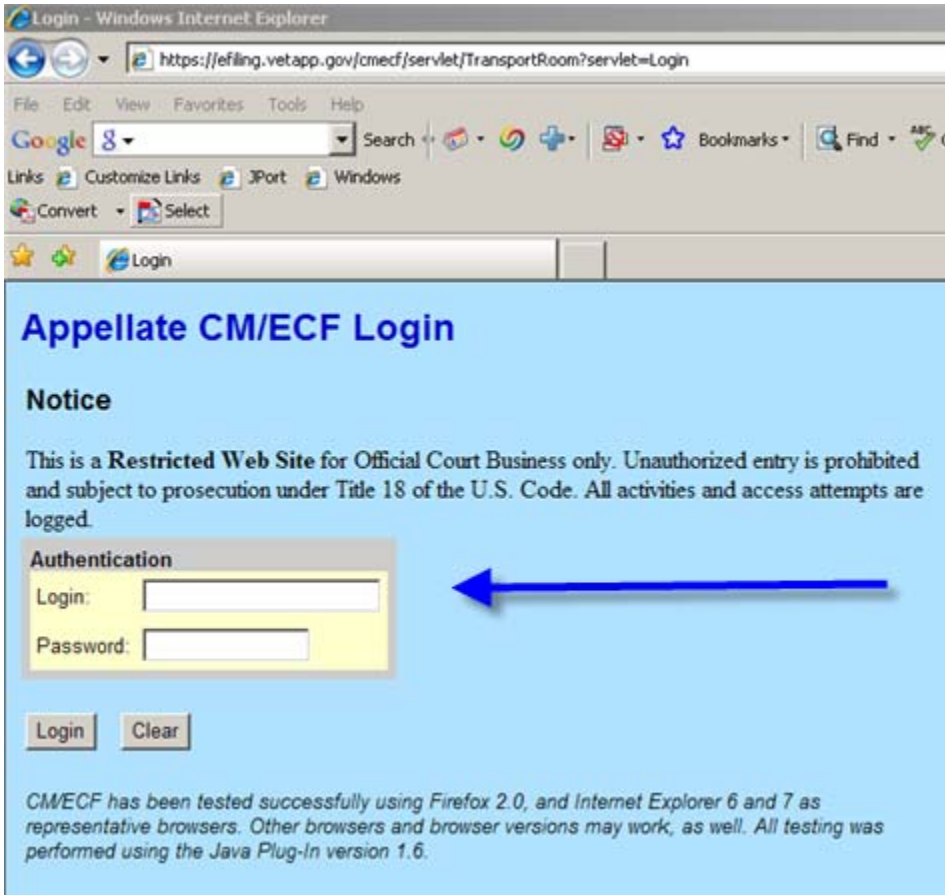 Login - Windows Internet Explorer
https://efiling.vetapp.gov/cmecf/servlet/TransportRoom?servlet=Login
File Edit View Favorites Tools Help
Google 8 Search Bookmarks Find ABC
Links Customize Links JPort Windows
Convert Select
Login
Appellate CM/ECF Login
Notice
This is a Restricted Web Site for Official Court Business only. Unauthorized entry is prohibited
and subject to prosecution under Title 18 of the U.S. Code. All activities and access attempts are
logged.
Authentication
Login:
Password:
Login Clear
CM/ECF has been tested successfully using Firefox 2.0, and Internet Explorer 6 and 7 as
representative browsers. Other browsers and browser versions may work, as well. All testing was
performed using the Java Plug-In version 1.6.